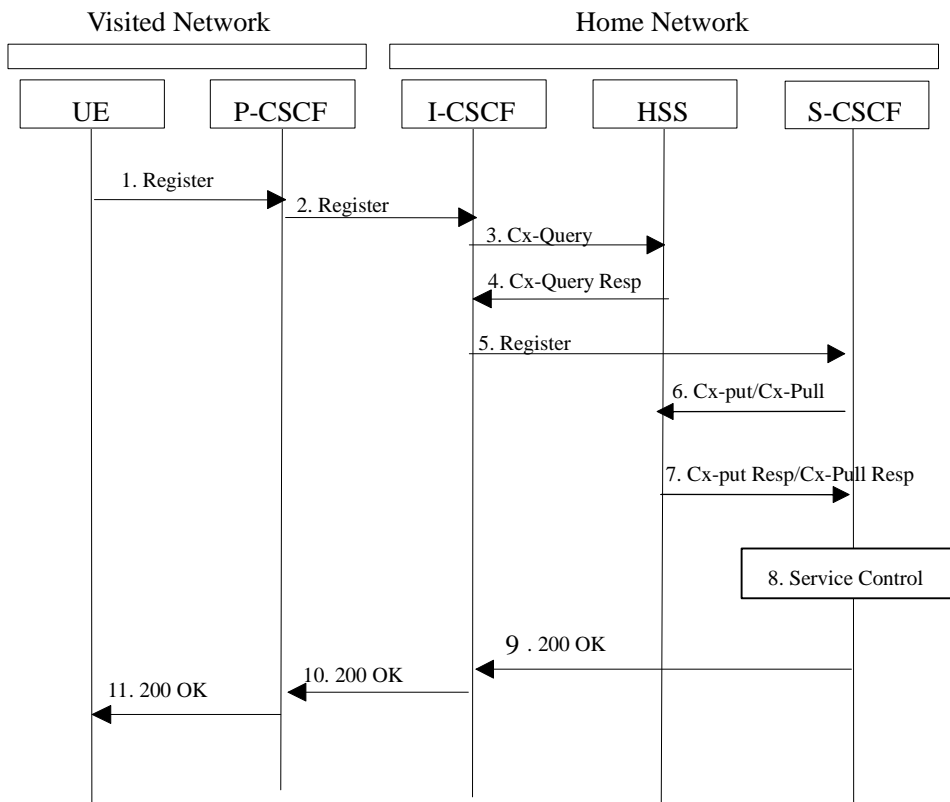 Visited Network
Home Network
UE
P-CSCF
I-CSCF
HSS
S-CSCF
1. Register
2. Register
3. Cx-Query
4. Cx-Query Resp
5. Register
6. Cx-put/Cx-Pull
7. Cx-put Resp/Cx-Pull Resp
8. Service Control
9 . 200 OK
10. 200 OK
11. 200 OK